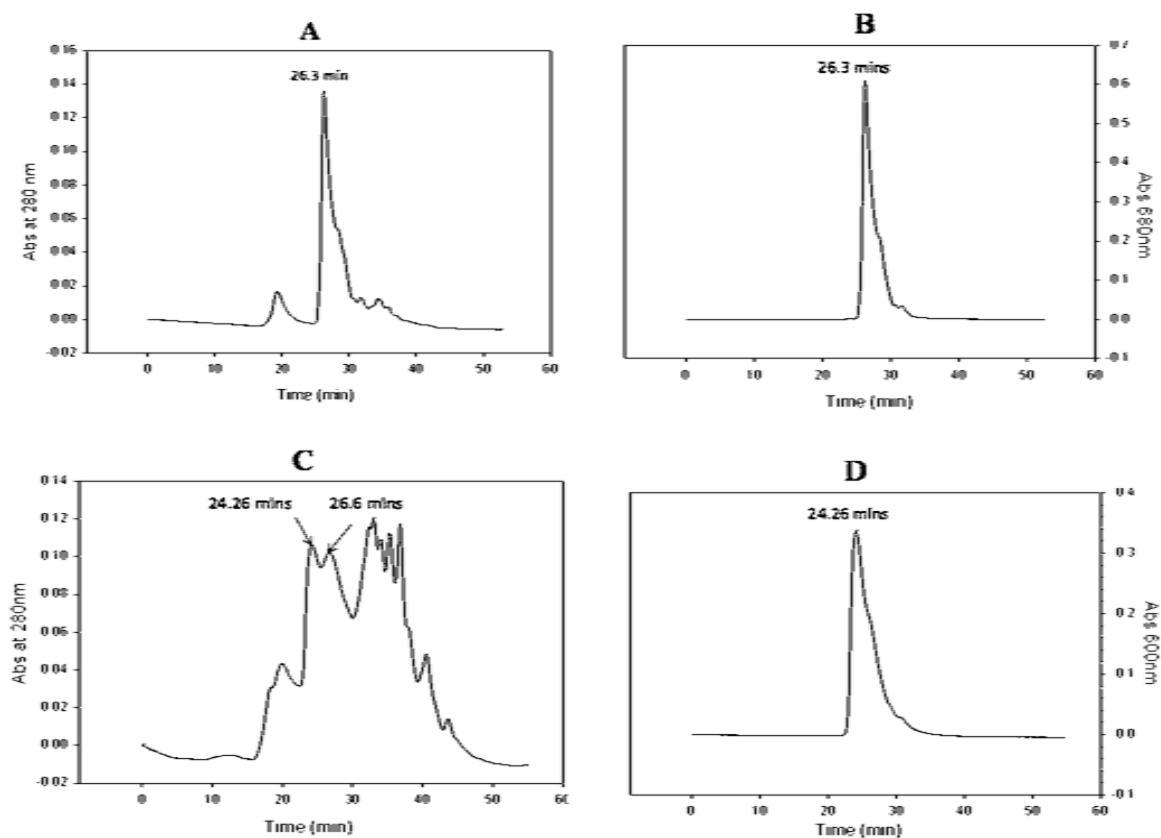 A
0.16
0.14
0.12
0.10
0.08
0.06
0.04
0.02
0.00
-0.02
26.3 min
Abs at 280 nm
0 10 20 30 40 50 60
Time (min)
B
0.7
0.6
0.5
0.4
0.3
0.2
0.1
0.0
-0.1
26.3 mins
Abs 680nm
0 10 20 30 40 50 60
Time (min)
C
0.14
0.12
0.10
0.08
0.06
0.04
0.02
0.00
-0.02
24.26 mins 26.6 mins
Abs at 280nm
0 10 20 30 40 50 60
Time (min)
D
0.4
0.3
0.2
0.1
0.0
-0.1
24.26 mins
Abs 600nm
0 10 20 30 40 50 60
Time (min)